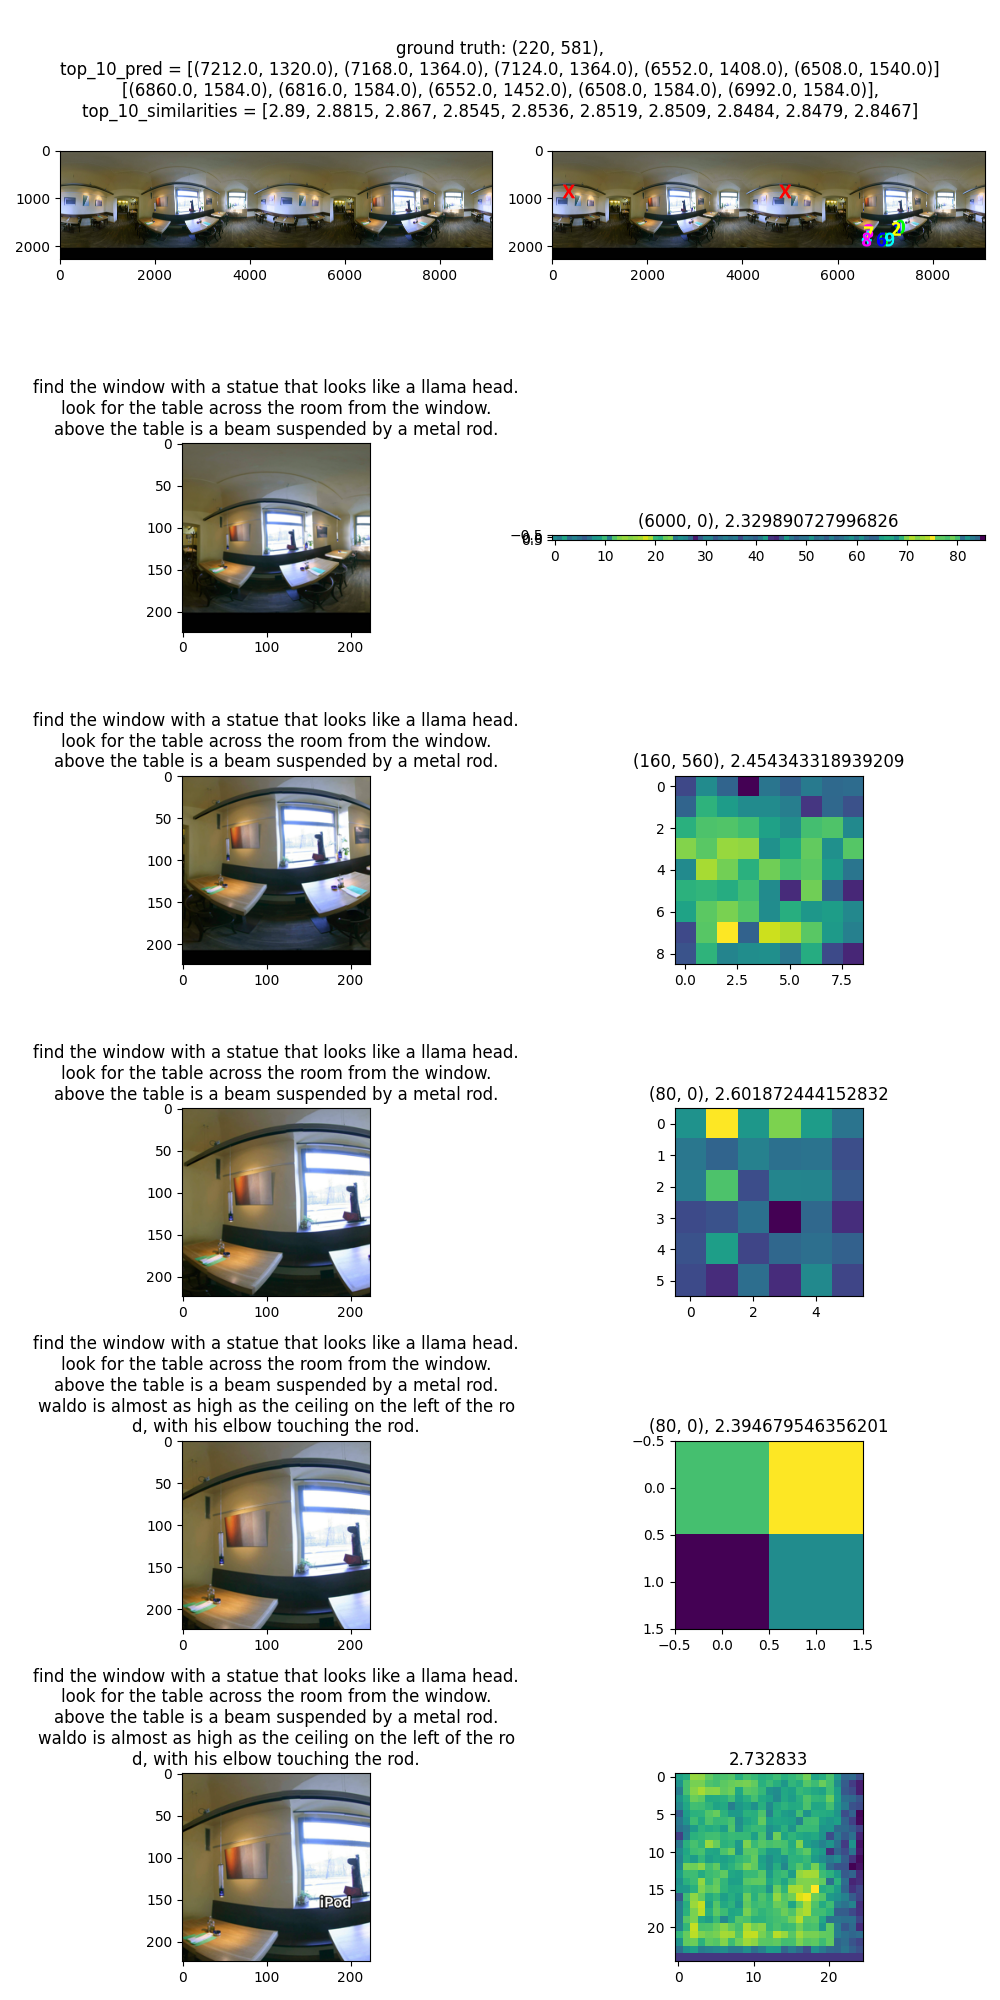 ground truth: (220, 581),
top_10_pred = [(7212.0, 1320.0), (7168.0, 1364.0), (7124.0, 1364.0), (6552.0, 1408.0), (6508.0, 1540.0)]
[(6860.0, 1584.0), (6816.0, 1584.0), (6552.0, 1452.0), (6508.0, 1584.0), (6992.0, 1584.0)],
top_10_similarities = [2.89, 2.8815, 2.867, 2.8545, 2.8536, 2.8519, 2.8509, 2.8484, 2.8479, 2.8467]
0
1000
2000
0 2000 4000 6000 8000
0
1000
2000
X X
7 2
6 9
0 2000 4000 6000 8000
find the window with a statue that looks like a llama head.
look for the table across the room from the window.
above the table is a beam suspended by a metal rod.
0
50
100
150
200
0 100 200
(6000, 0), 2.329890727996826
0 10 20 30 40 50 60 70 80
find the window with a statue that looks like a llama head.
look for the table across the room from the window.
above the table is a beam suspended by a metal rod.
0
50
100
150
200
0 100 200
(160, 560), 2.454343318939209
0
2
4
6
8
0.0 2.5 5.0 7.5
find the window with a statue that looks like a llama head.
look for the table across the room from the window.
above the table is a beam suspended by a metal rod.
0
50
100
150
200
0 100 200
(80, 0), 2.601872444152832
0
1
2
3
4
5
0 2 4
find the window with a statue that looks like a llama head.
look for the table across the room from the window.
above the table is a beam suspended by a metal rod.
waldo is almost as high as the ceiling on the left of the ro
d, with his elbow touching the rod.
0
50
100
150
200
0 100 200
(80, 0), 2.394679546356201
−0.5
0.0
0.5
1.0
1.5
−0.5 0.0 0.5 1.0 1.5
find the window with a statue that looks like a llama head.
look for the table across the room from the window.
above the table is a beam suspended by a metal rod.
waldo is almost as high as the ceiling on the left of the ro
d, with his elbow touching the rod.
0
50
100
150
200
iPod
0 100 200
2.732833
0
5
10
15
20
0 10 20